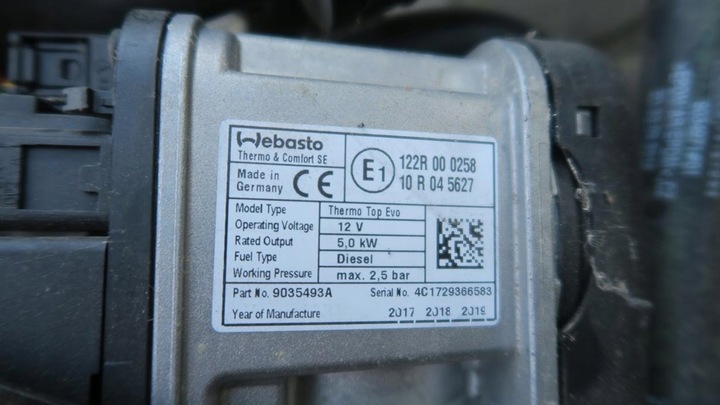 Webasto
Thermo & Comfort SE
Made in
Germany
CE
E1
122R 00 0258
10 R 04 5627
Model Type Thermo Top Evo
Operating Voltage 12 V
Rated Output 5,0 kW
Fuel Type Diesel
Working Pressure max. 2,5 bar
Part No. 9035493A Serial No. 4C1729366583
Year of Manufacture 2017 2018 2019